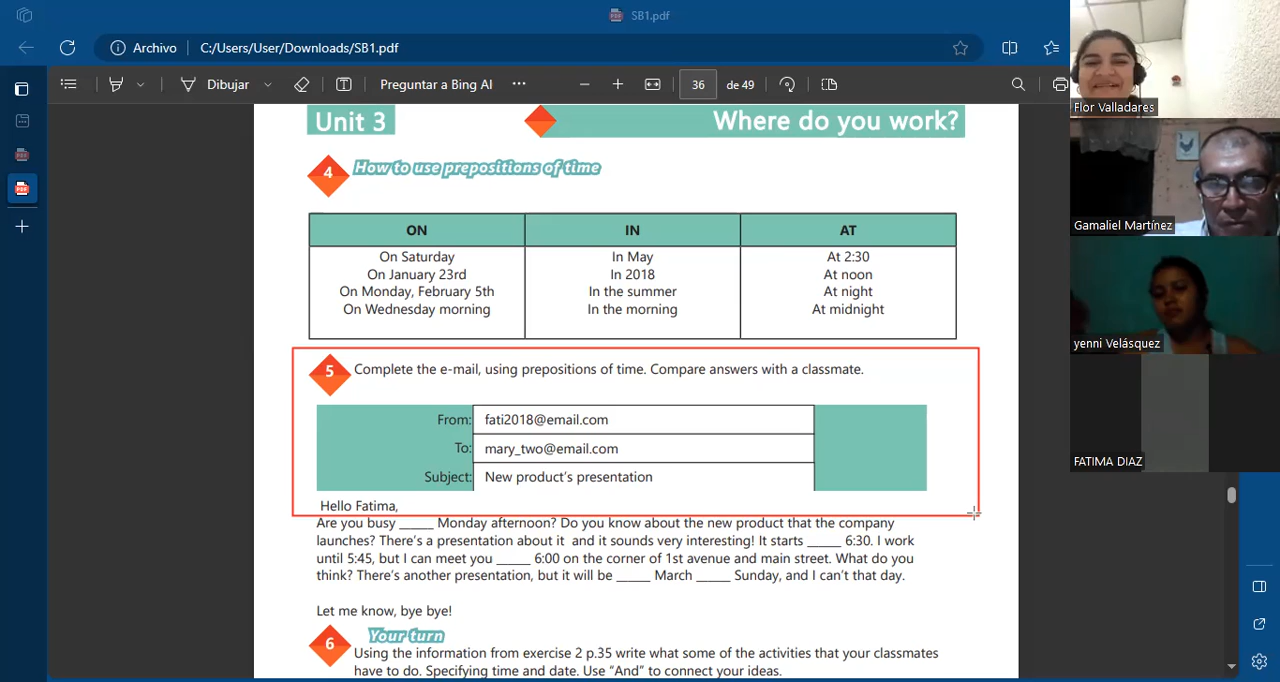 SB1.pdf
Archivo
C:/Users/User/Downloads/SB1.pdf
Dibujar
Preguntar a Bing AI
36
de 49
Unit 3
Where do you work?
4
How to use prepositions of time
ON
IN
AT
On Saturday
In May
At 2:30
On January 23rd
In 2018
At noon
On Monday, February 5th
In the summer
At night
On Wednesday morning
In the morning
At midnight
5
Complete the e-mail, using prepositions of time. Compare answers with a classmate.
From:
fati2018@email.com
To:
mary_two@email.com
Subject:
New product's presentation
Hello Fatima,
Are you busy _____ Monday afternoon? Do you know about the new product that the company
launches? There's a presentation about it and it sounds very interesting! It starts _____ 6:30. I work
until 5:45, but I can meet you _____ 6:00 on the corner of 1st avenue and main street. What do you
think? There's another presentation, but it will be _____ March _____ Sunday, and I can't that day.
Let me know, bye bye!
6
Your turn
Using the information from exercise 2 p.35 write what some of the activities that your classmates
have to do. Specifying time and date. Use “And” to connect your ideas.
Flor Valladares
Gamaliel Martínez
yenni Velásquez
FATIMA DIAZ